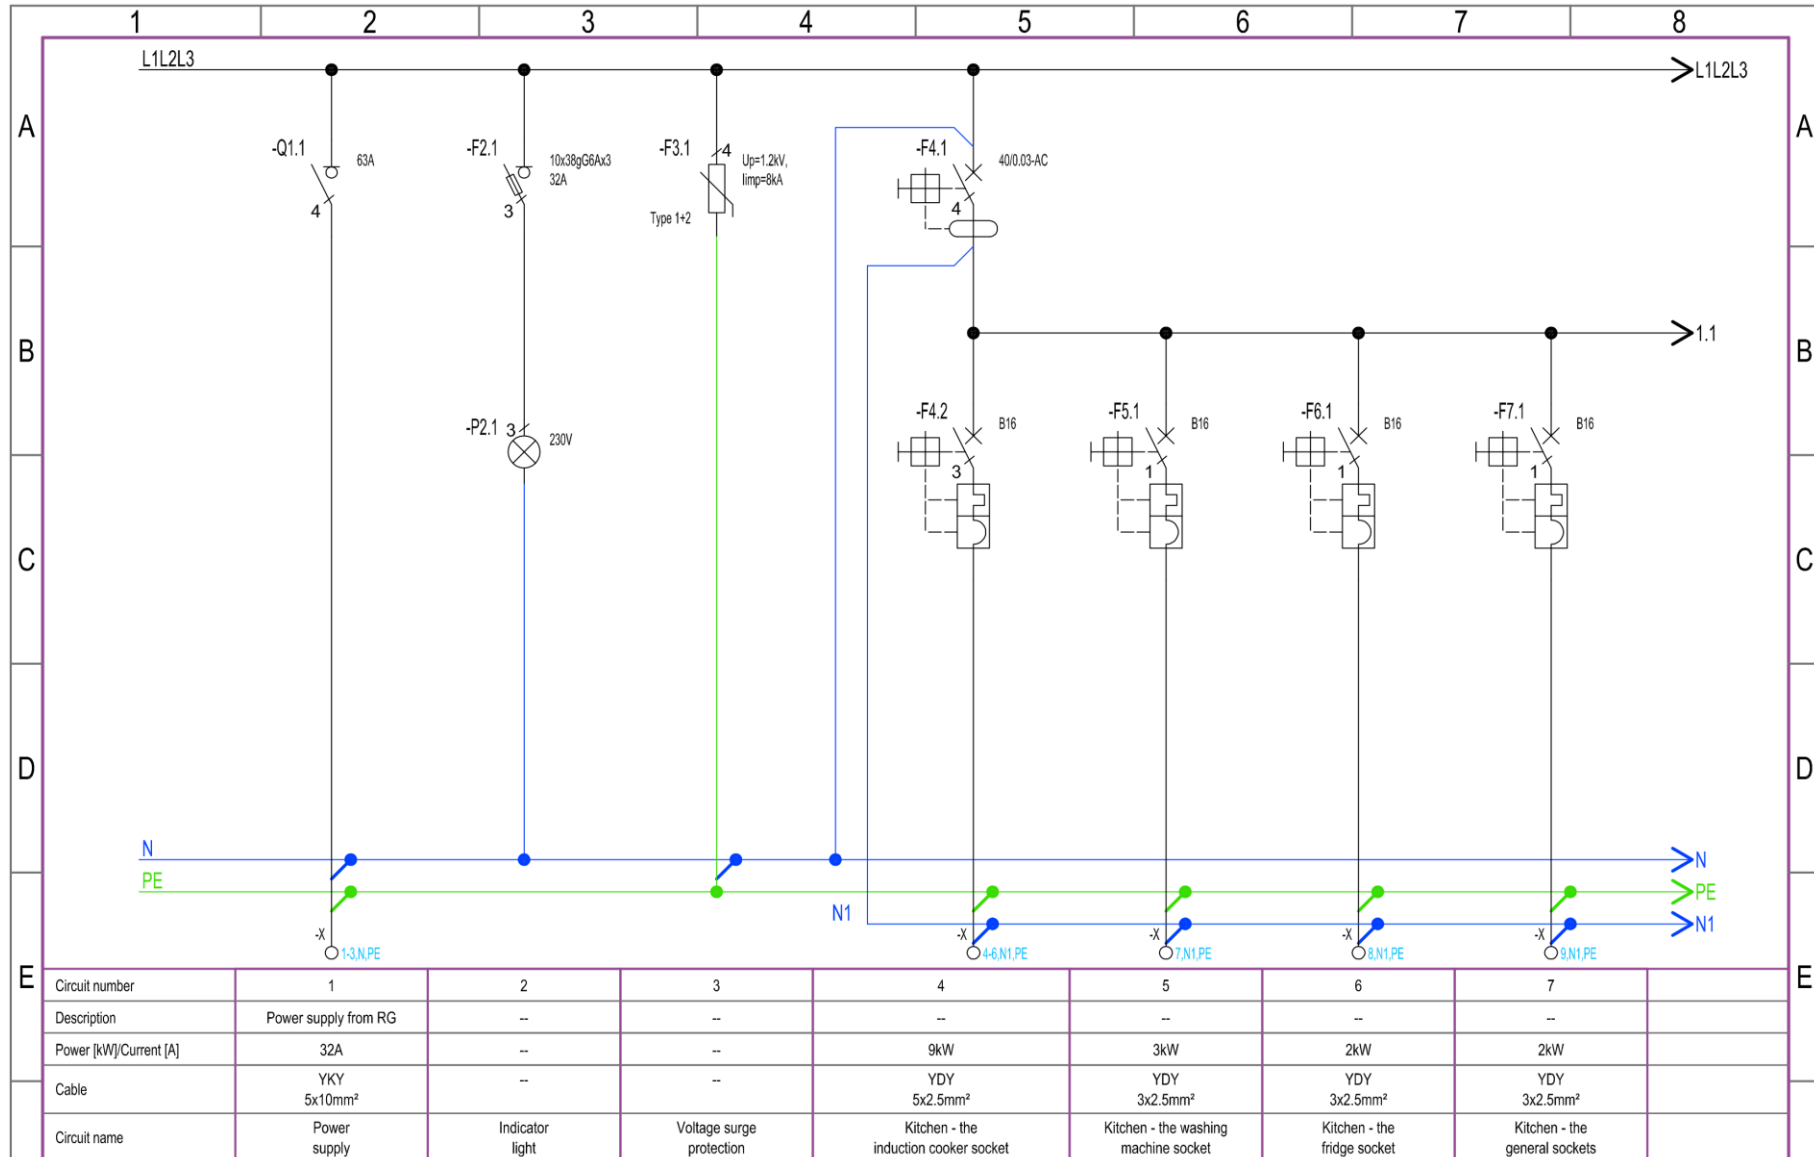 1 2 3 4 5 6 7 8
L1L2L3
L1L2L3
A
A
-Q1.1
63A
4
-F2.1
10x38gG6Ax3
32A
3
-F3.1
4
Up=1.2kV,
Iimp=8kA
Type 1+2
-F4.1
40/0.03-AC
4
B
B
1.1
-P2.1
3
230V
-F4.2
B16
3
-F5.1
B16
1
-F6.1
B16
1
-F7.1
B16
1
C
C
D
D
N
N
PE
PE
N1
N1
-X
1-3,N,PE
-X
4-6,N1,PE
-X
7,N1,PE
-X
8,N1,PE
-X
9,N1,PE
E
E
Circuit number 1 2 3 4 5 6 7
Description Power supply from RG -- -- -- -- -- --
Power [kW]/Current [A] 32A -- -- 9kW 3kW 2kW 2kW
Cable YKY 5x10mm² -- -- YDY 5x2.5mm² YDY 3x2.5mm² YDY 3x2.5mm² YDY 3x2.5mm²
Circuit name Power supply Indicator light Voltage surge protection Kitchen - the induction cooker socket Kitchen - the washing machine socket Kitchen - the fridge socket Kitchen - the general sockets